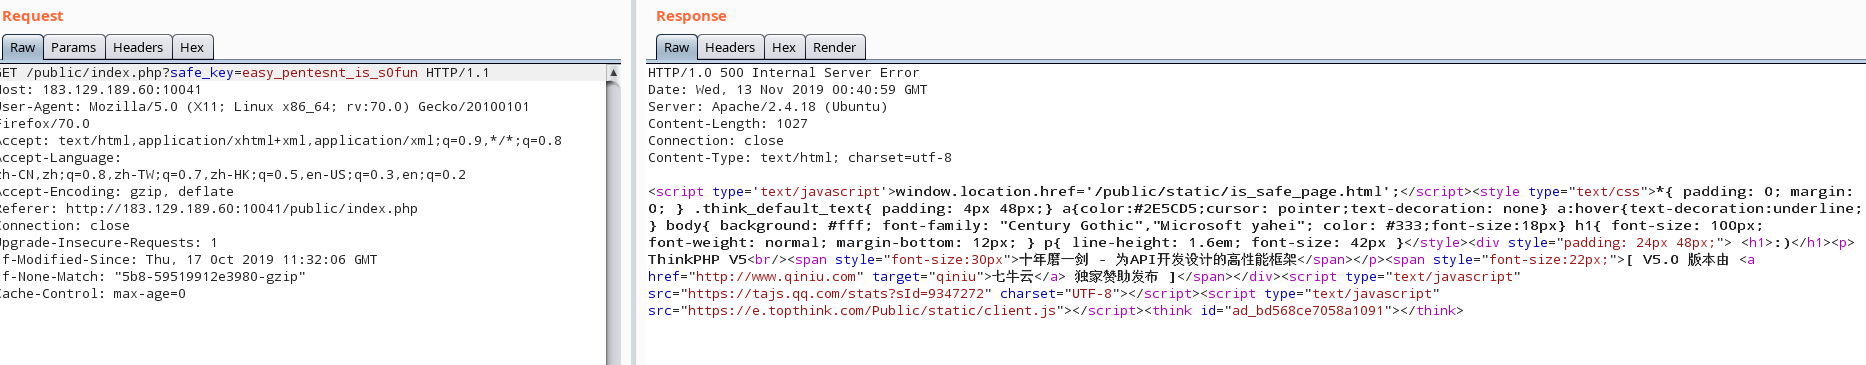 Request
Raw Params Headers Hex
GET /public/index.php?safe_key=easy_pentesnt_is_s0fun HTTP/1.1
Host: 183.129.189.60:10041
User-Agent: Mozilla/5.0 (X11; Linux x86_64; rv:70.0) Gecko/20100101
Firefox/70.0
Accept: text/html,application/xhtml+xml,application/xml;q=0.9,*/*;q=0.8
Accept-Language:
zh-CN,zh;q=0.8,zh-TW;q=0.7,zh-HK;q=0.5,en-US;q=0.3,en;q=0.2
Accept-Encoding: gzip, deflate
Referer: http://183.129.189.60:10041/public/index.php
Connection: close
Upgrade-Insecure-Requests: 1
If-Modified-Since: Thu, 17 Oct 2019 11:32:06 GMT
If-None-Match: "5b8-59519912e3980-gzip"
Cache-Control: max-age=0
Response
Raw Headers Hex Render
HTTP/1.0 500 Internal Server Error
Date: Wed, 13 Nov 2019 00:40:59 GMT
Server: Apache/2.4.18 (Ubuntu)
Content-Length: 1027
Connection: close
Content-Type: text/html; charset=utf-8
<script type='text/javascript'>window.location.href='/public/static/is_safe_page.html';</script><style type="text/css">*{ padding: 0; margin:
0; } .think_default_text{ padding: 4px 48px;} a{color:#2E5CD5;cursor: pointer;text-decoration: none} a:hover{text-decoration:underline;
} body{ background: #fff; font-family: "Century Gothic","Microsoft yahei"; color: #333;font-size:18px} h1{ font-size: 100px;
font-weight: normal; margin-bottom: 12px; } p{ line-height: 1.6em; font-size: 42px }</style><div style="padding: 24px 48px;"> <h1>:)</h1><p>
ThinkPHP V5<br/><span style="font-size:30px">十年磨一剑 - 为API开发设计的高性能框架</span></p><span style="font-size:22px;">[ V5.0 版本由 <a
href="http://www.qiniu.com" target="qiniu">七牛云</a> 独家赞助发布 ]</span></div><script type="text/javascript"
src="https://tajs.qq.com/stats?sId=9347272" charset="UTF-8"></script><script type="text/javascript"
src="https://e.topthink.com/Public/static/client.js"></script><think id="ad_bd568ce7058a1091"></think>